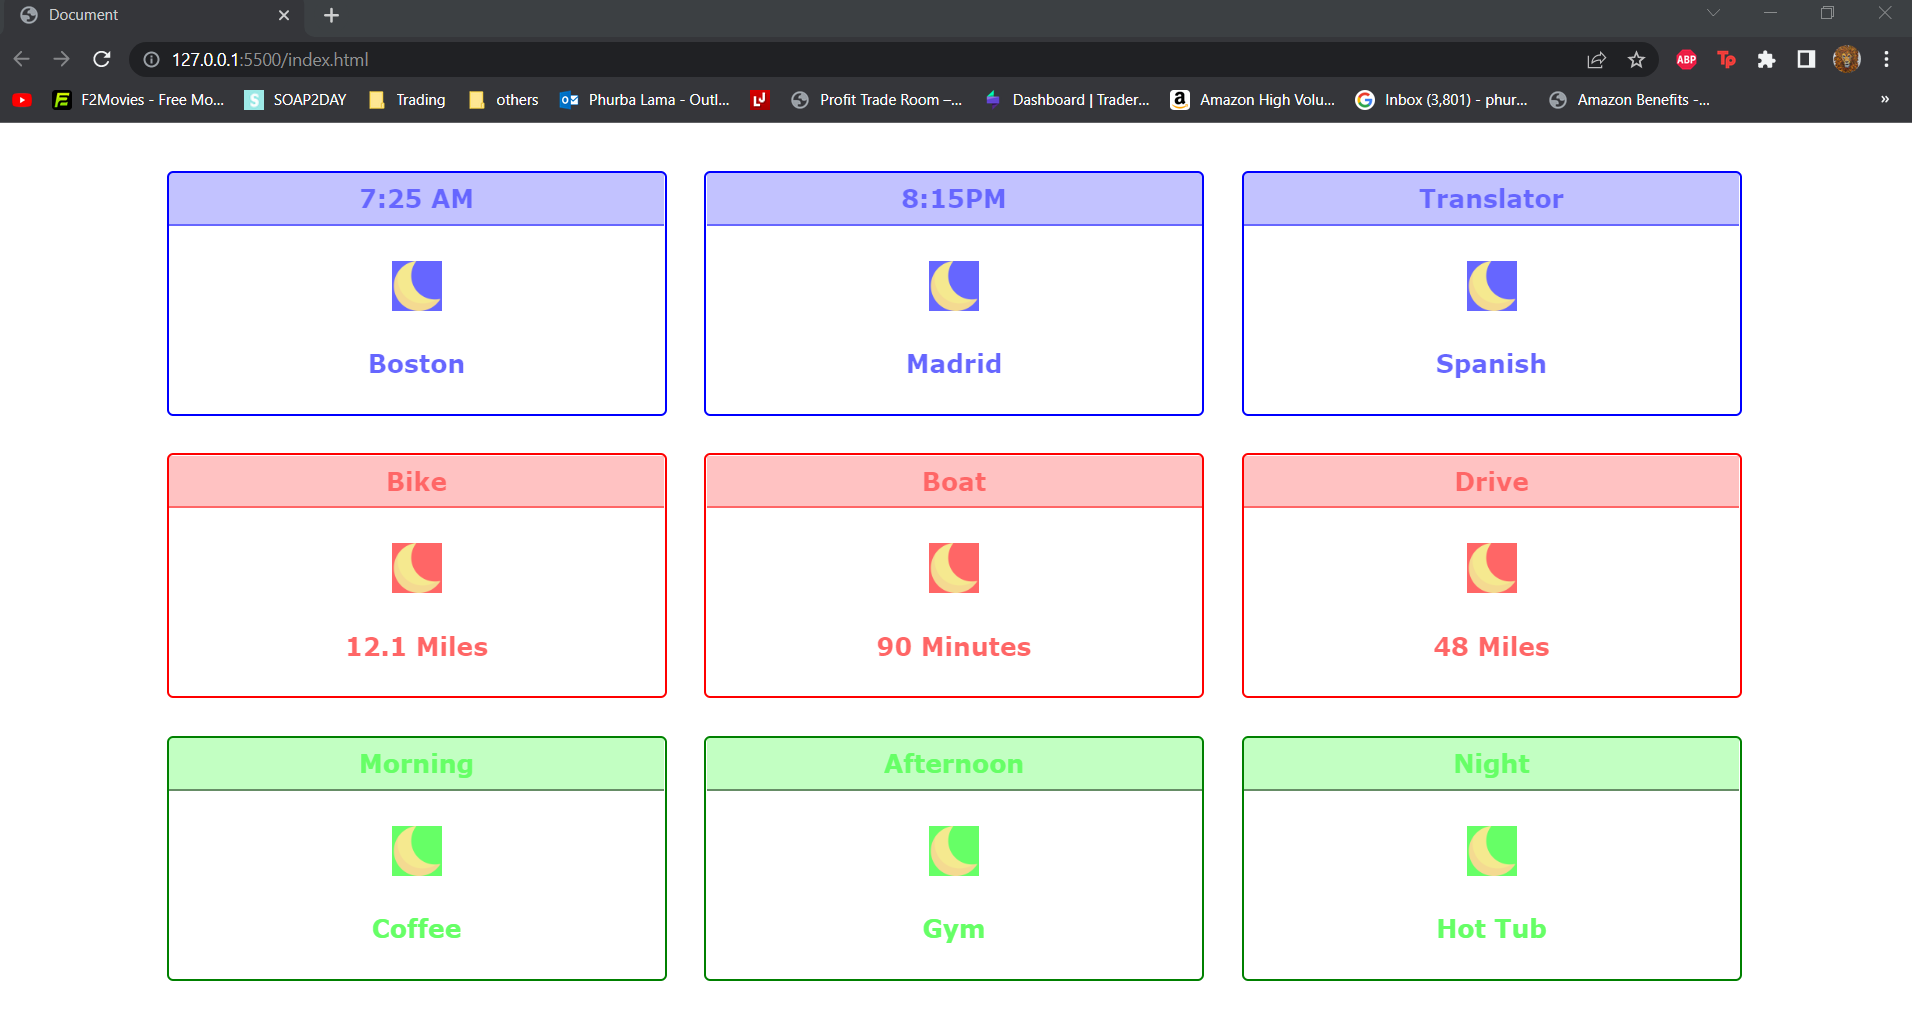 Document
127.0.0.1:5500/index.html
ABP
Tp
F2Movies - Free Mo...
S
SOAP2DAY
Trading
others
Phurba Lama - Outl...
Profit Trade Room –...
Dashboard | Trader...
a
Amazon High Volu...
G
Inbox (3,801) - phur...
Amazon Benefits -...
»
7:25 AM
8:15PM
Translator
Boston
Madrid
Spanish
Bike
Boat
Drive
12.1 Miles
90 Minutes
48 Miles
Morning
Afternoon
Night
Coffee
Gym
Hot Tub